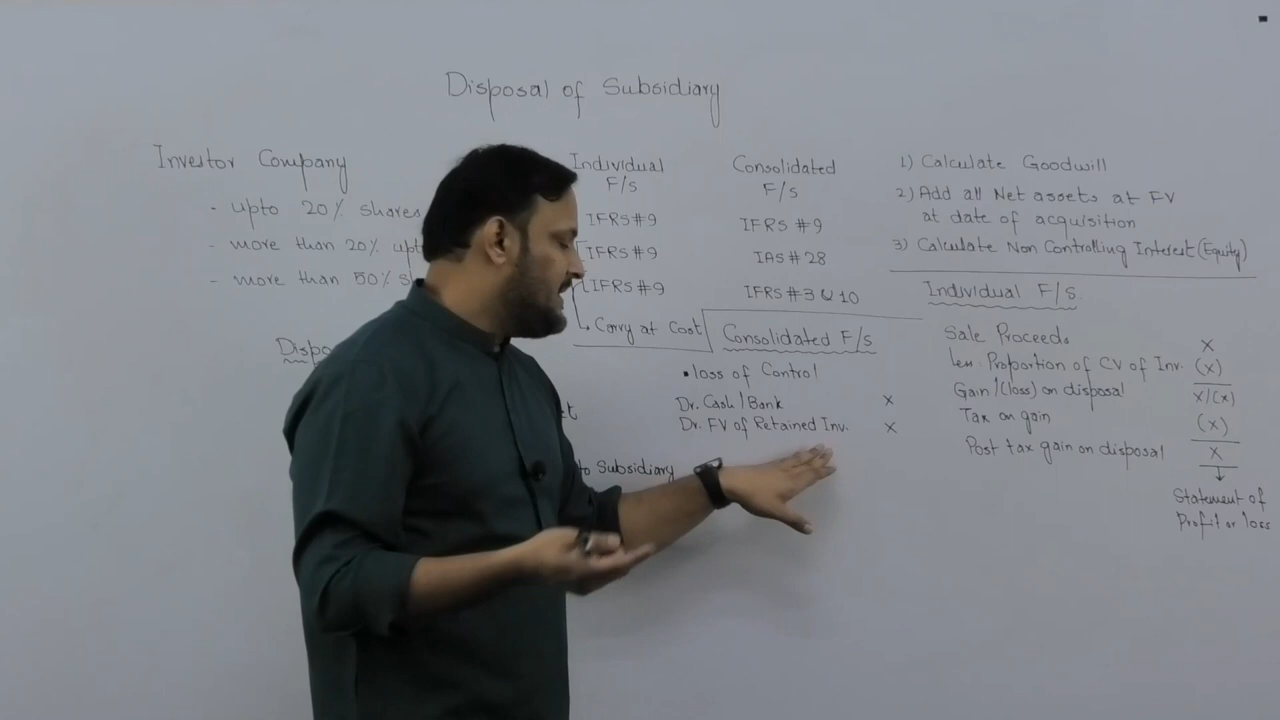 Disposal of Subsidiary
Investor Company
- upto 20% shares
- more than 20%
- more than 50%
Individual
F/s
IFRS#9
IFRS#9
IFRS#9
Carry at Cost
Consolidated
F/s
IFRS #9
IAS #28
IFRS #3 & 10
1) Calculate Goodwill
2) Add all Net assets at FV
at date of acquisition
3) Calculate Non Controlling Interest (Equity)
Consolidated F/s
• loss of Control
Dr. Cash/Bank x
Dr. FV of Retained Inv. x
to Subsidiary
Individual F/s
Sale Proceeds x
less Proportion of CV of Inv. (x)
Gain/(loss) on disposal x/(x)
Tax on gain (x)
Post tax gain on disposal x
Statement of
Profit or loss